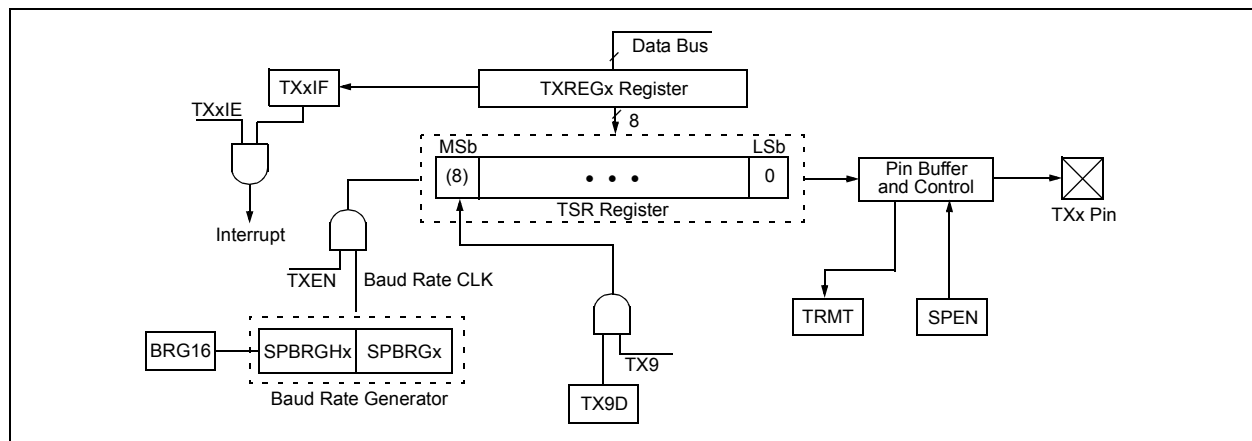 Data Bus
TXxIF
TXREGx Register
TXxIE
8
MSb
LSb
(8)
• • •
0
Pin Buffer
and Control
TSR Register
TXx Pin
Interrupt
TXEN
Baud Rate CLK
TRMT
SPEN
BRG16
SPBRGHx
SPBRGx
TX9
Baud Rate Generator
TX9D